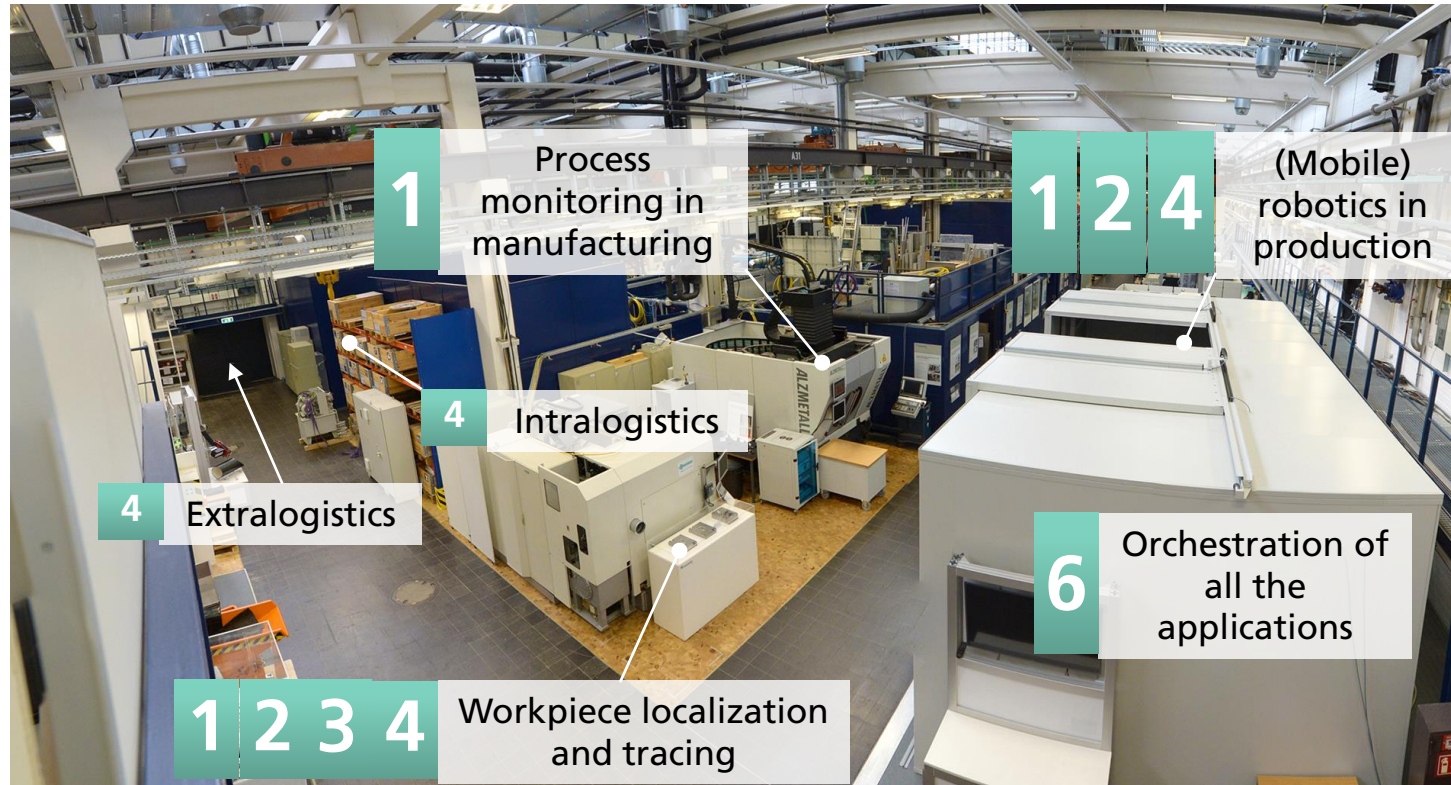 A31
1
Process
monitoring in
manufacturing
1 2 4
(Mobile)
robotics in
production
ALZMETALL
4
Intralogistics
4
Extralogistics
6
Orchestration of
all the
applications
1 2 3 4
Workpiece localization
and tracing